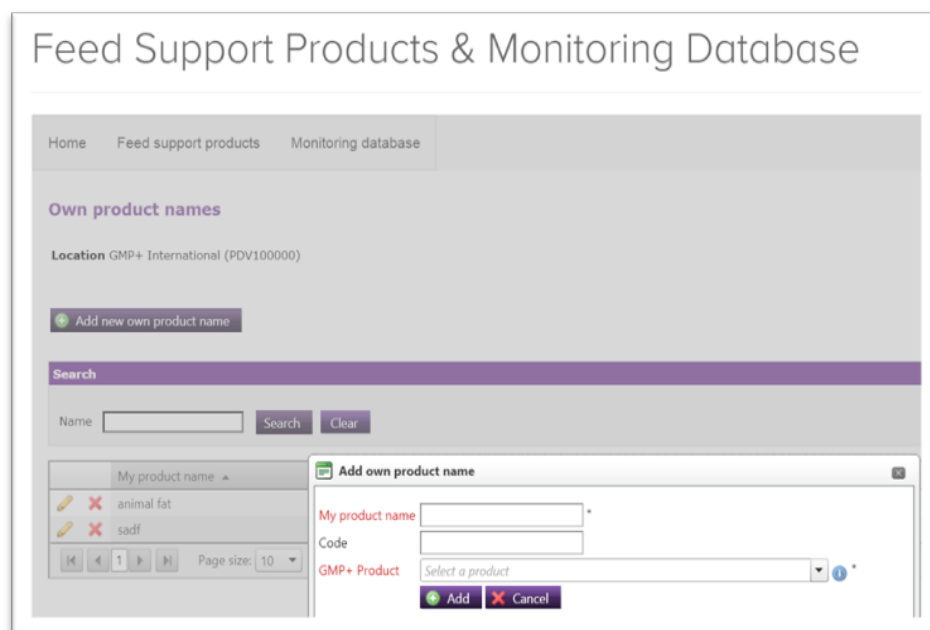 Feed Support Products & Monitoring Database
Home Feed support products Monitoring database
Own product names
Location GMP+ International (PDV100000)
Add new own product name
Search
Name Search Clear
My product name
animal fat
sadf
1 Page size: 10
Add own product name
My product name *
Code
GMP+ Product Select a product *
Add Cancel